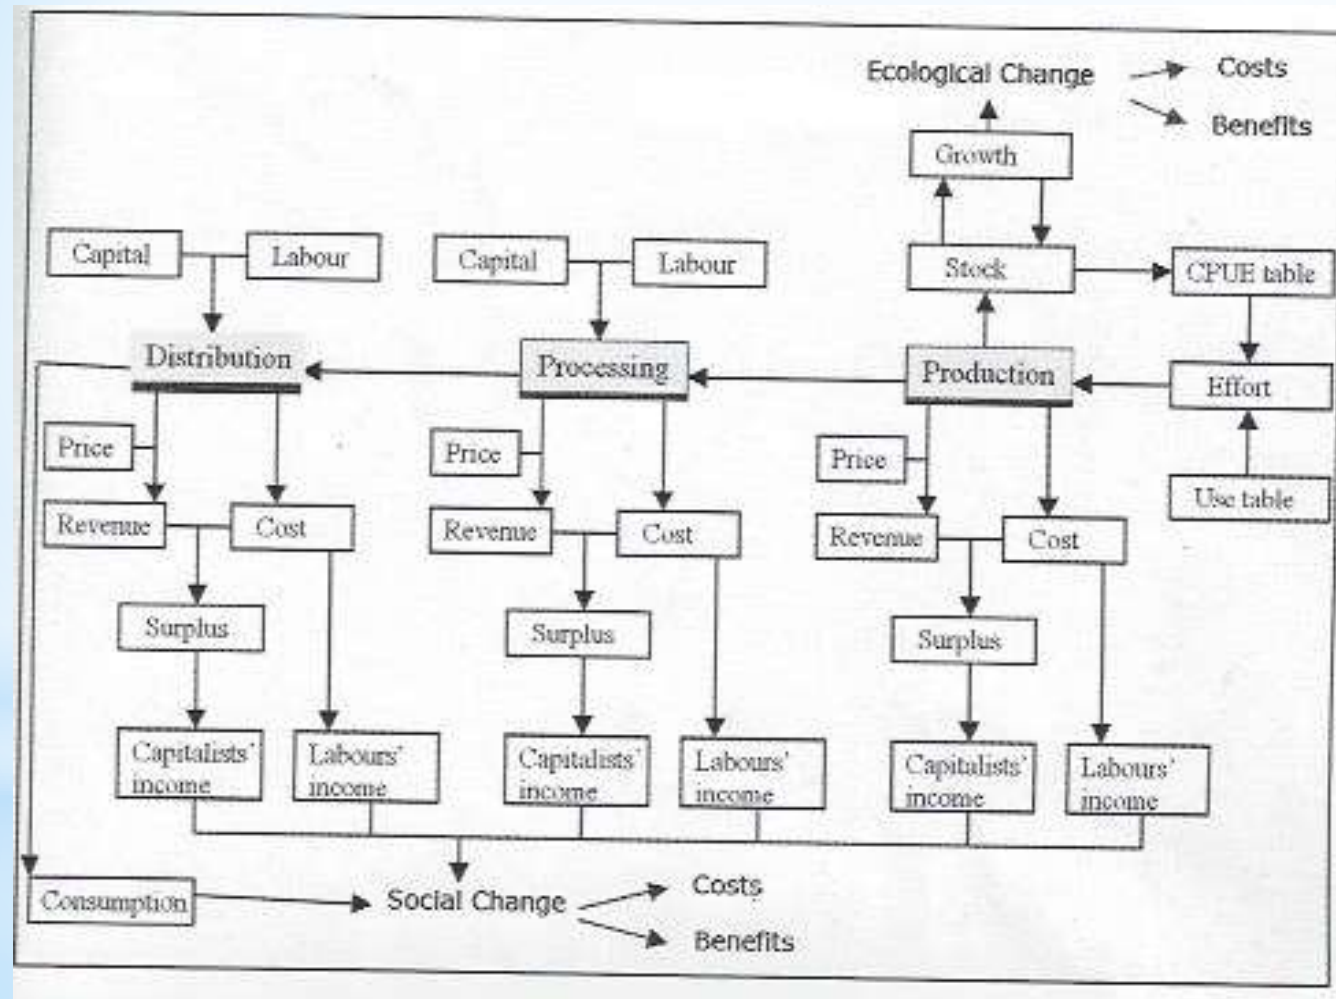 Ecological Change
Costs
Benefits
Growth
Capital
Labour
Capital
Labour
Stock
CPUE table
Distribution
Processing
Production
Effort
Price
Price
Price
Use table
Revenue
Cost
Revenue
Cost
Revenue
Cost
Surplus
Surplus
Surplus
Capitalists'
income
Labours'
income
Capitalists'
income
Labours'
income
Capitalists'
income
Labours'
income
Consumption
Social Change
Costs
Benefits